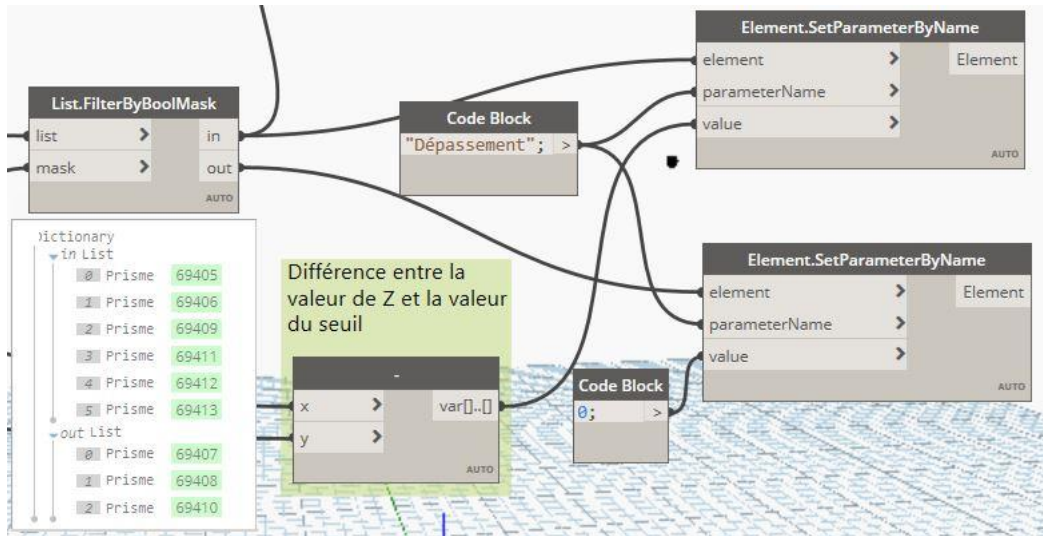 List.FilterByBoolMask
list > in
mask > out
AUTO
Dictionary
in List
0 Prisme 69405
1 Prisme 69406
2 Prisme 69409
3 Prisme 69411
4 Prisme 69412
5 Prisme 69413
out List
0 Prisme 69407
1 Prisme 69408
2 Prisme 69410
Code Block
"Dépassement"; >
Différence entre la
valeur de Z et la valeur
du seuil
-
x > var[]..[]
y >
AUTO
Code Block
0; >
Element.SetParameterByName
element > Element
parameterName >
value >
AUTO
Element.SetParameterByName
element > Element
parameterName >
value >
AUTO